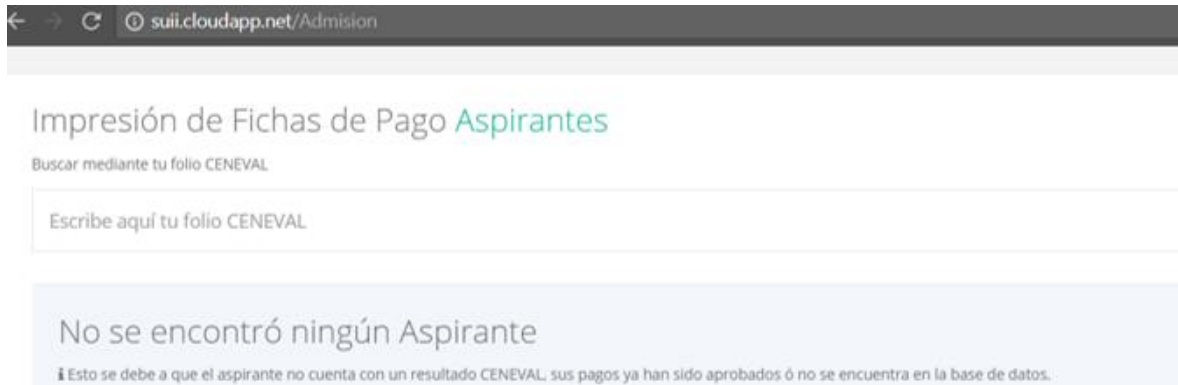 suii.cloudapp.net/Admision
Impresión de Fichas de Pago Aspirantes
Buscar mediante tu folio CENEVAL
Escribe aquí tu folio CENEVAL
No se encontró ningún Aspirante
i Esto se debe a que el aspirante no cuenta con un resultado CENEVAL, sus pagos ya han sido aprobados ó no se encuentra en la base de datos.